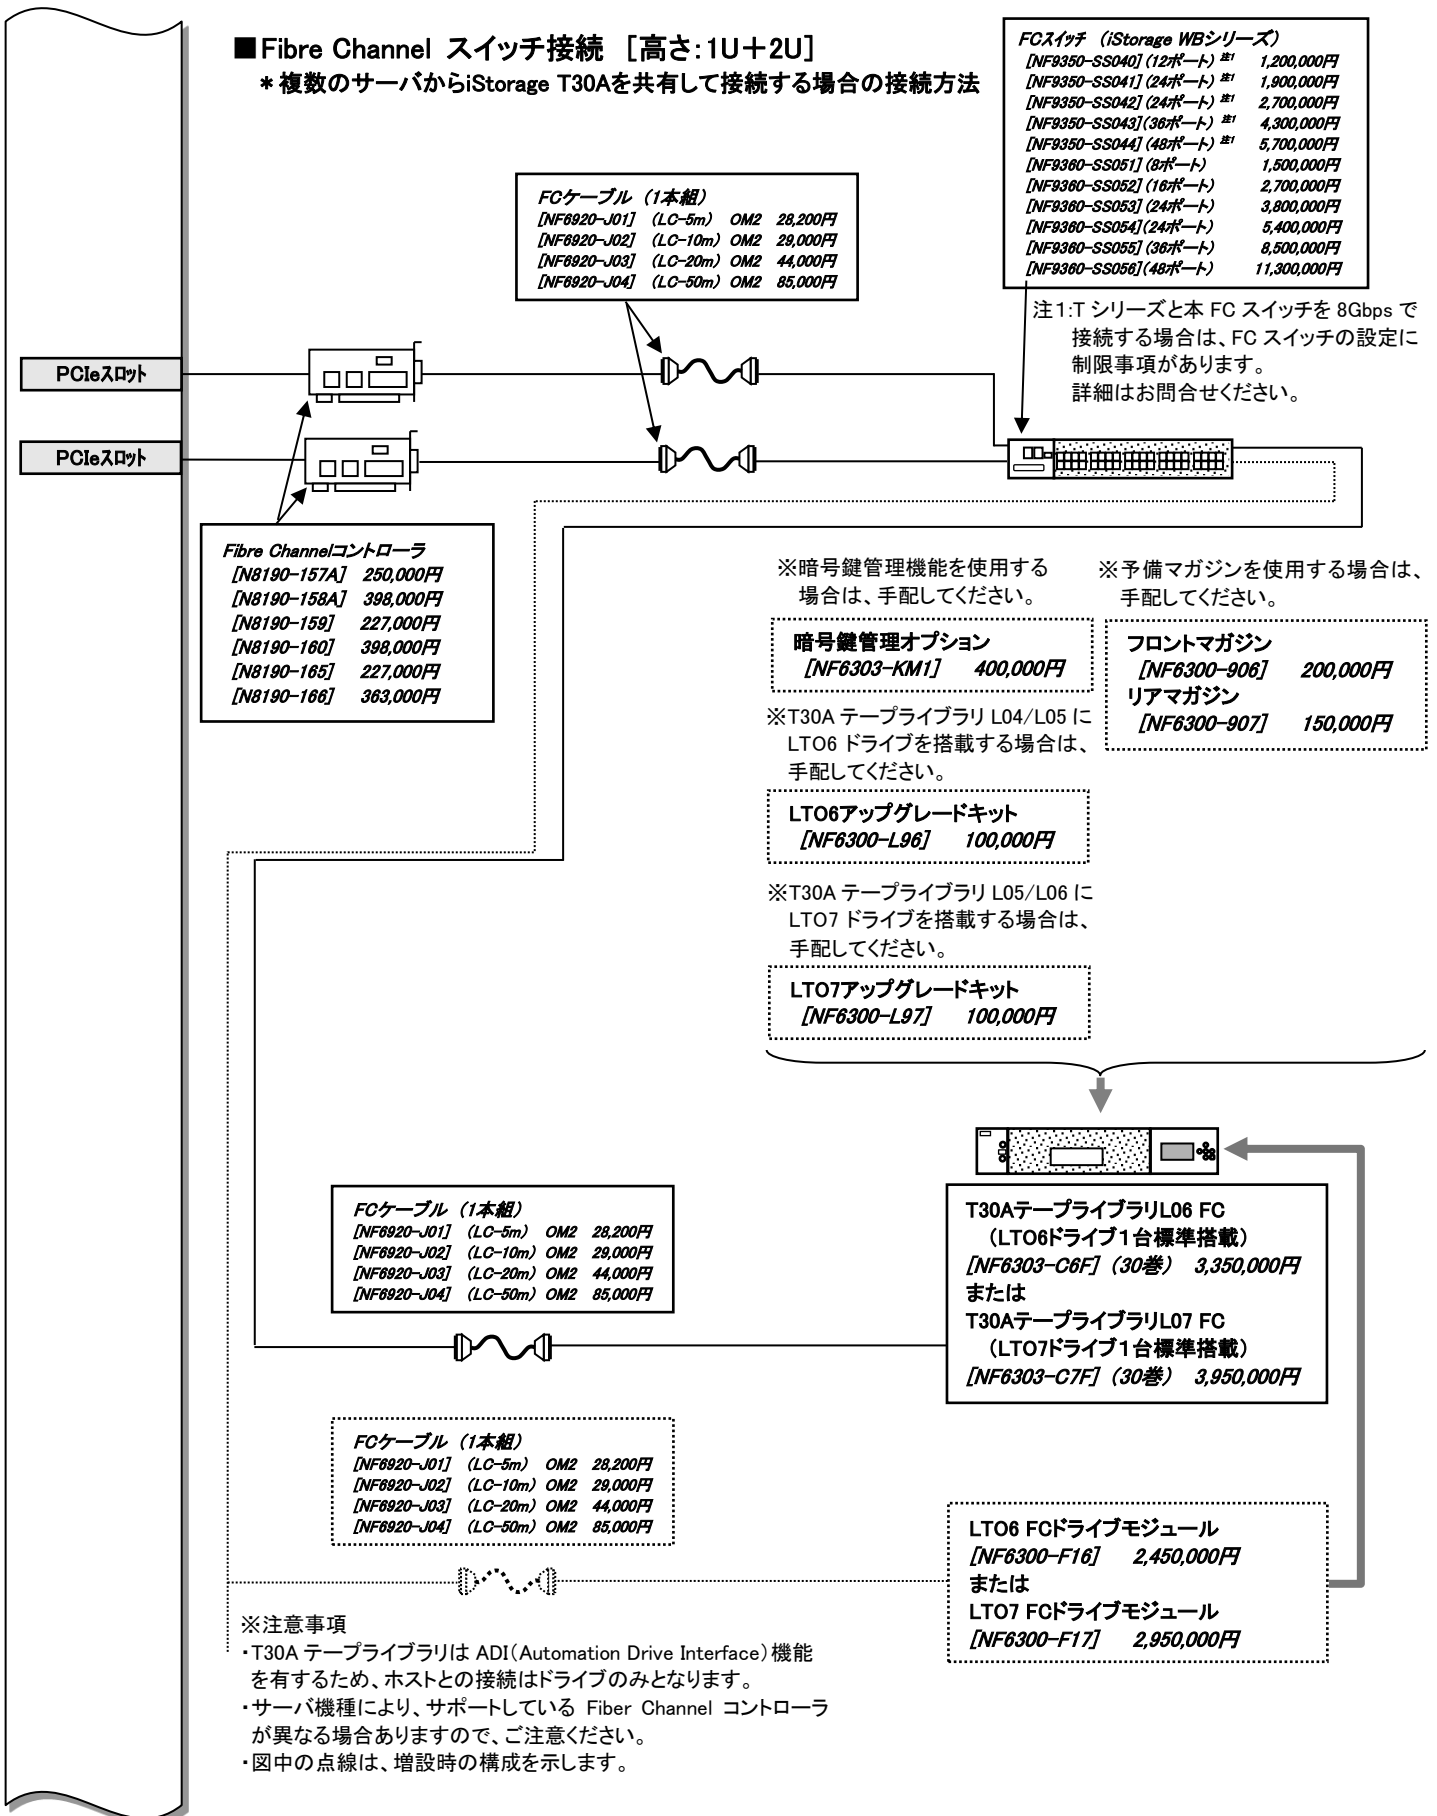 ■Fibre Channel スイッチ接続 [高さ:1U+2U]
*複数のサーバからiStorage T30Aを共有して接続する場合の接続方法
FCスイッチ (iStorage WBシリーズ)
[NF9350-SS040](12ポート) 注1 1,200,000円
[NF9350-SS041](24ポート) 注1 1,900,000円
[NF9350-SS042](24ポート) 注1 2,700,000円
[NF9350-SS043](36ポート) 注1 4,300,000円
[NF9350-SS044](48ポート) 注1 5,700,000円
[NF9360-SS051](8ポート) 1,500,000円
[NF9360-SS052](16ポート) 2,700,000円
[NF9360-SS053](24ポート) 3,800,000円
[NF9360-SS054](24ポート) 5,400,000円
[NF9360-SS055](36ポート) 8,500,000円
[NF9360-SS056](48ポート) 11,300,000円
注1:Tシリーズと本 FC スイッチを 8Gbps で
接続する場合は、FC スイッチの設定に
制限事項があります。
詳細はお問合せください。
FCケーブル (1本組)
[NF6920-J01] (LC-5m) OM2 28,200円
[NF6920-J02] (LC-10m) OM2 29,000円
[NF6920-J03] (LC-20m) OM2 44,000円
[NF6920-J04] (LC-50m) OM2 85,000円
PCIeスロット
PCIeスロット
Fibre Channelコントローラ
[N8190-157A] 250,000円
[N8190-158A] 398,000円
[N8190-159] 227,000円
[N8190-160] 398,000円
[N8190-165] 227,000円
[N8190-166] 363,000円
※暗号鍵管理機能を使用する
場合は、手配してください。
暗号鍵管理オプション
[NF6303-KM1] 400,000円
※予備マガジンを使用する場合は、
手配してください。
フロントマガジン
[NF6300-906] 200,000円
リアマガジン
[NF6300-907] 150,000円
※T30A テープライブラリ L04/L05 に
LTO6 ドライブを搭載する場合は、
手配してください。
LTO6アップグレードキット
[NF6300-L96] 100,000円
※T30A テープライブラリ L05/L06 に
LTO7 ドライブを搭載する場合は、
手配してください。
LTO7アップグレードキット
[NF6300-L97] 100,000円
FCケーブル (1本組)
[NF6920-J01] (LC-5m) OM2 28,200円
[NF6920-J02] (LC-10m) OM2 29,000円
[NF6920-J03] (LC-20m) OM2 44,000円
[NF6920-J04] (LC-50m) OM2 85,000円
T30AテープライブラリL06 FC
(LTO6ドライブ1台標準搭載)
[NF6303-C6F] (30巻) 3,350,000円
または
T30AテープライブラリL07 FC
(LTO7ドライブ1台標準搭載)
[NF6303-C7F] (30巻) 3,950,000円
FCケーブル (1本組)
[NF6920-J01] (LC-5m) OM2 28,200円
[NF6920-J02] (LC-10m) OM2 29,000円
[NF6920-J03] (LC-20m) OM2 44,000円
[NF6920-J04] (LC-50m) OM2 85,000円
LTO6 FCドライブモジュール
[NF6300-F16] 2,450,000円
または
LTO7 FCドライブモジュール
[NF6300-F17] 2,950,000円
※注意事項
・T30A テープライブラリは ADI(Automation Drive Interface)機能
を有するため、ホストとの接続はドライブのみとなります。
・サーバ機種により、サポートしている Fiber Channel コントローラ
が異なる場合ありますので、ご注意ください。
・図中の点線は、増設時の構成を示します。